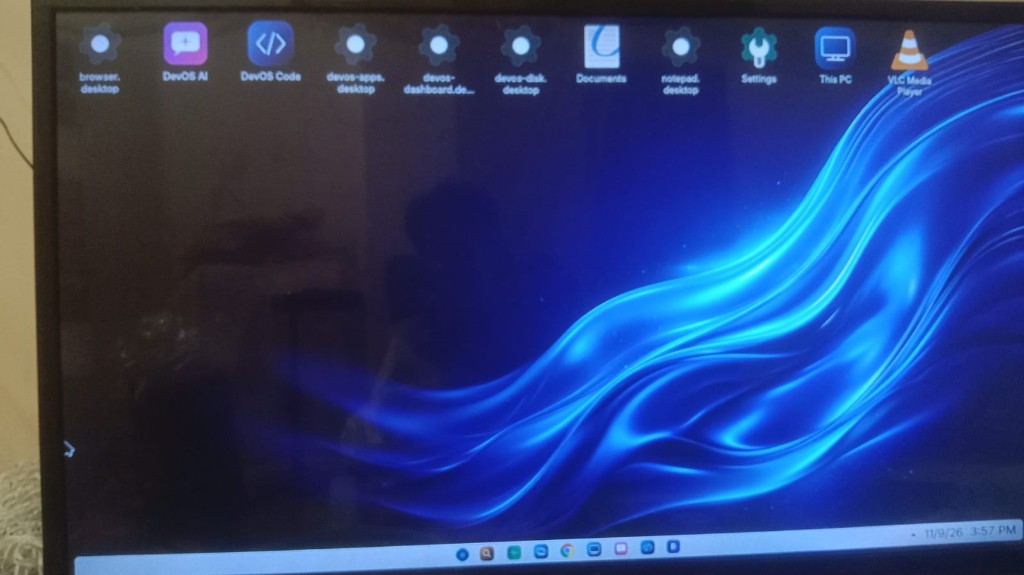 browser.
desktop
DevOS AI
DevOS Code
devos-apps.
desktop
devos-
dashboard.de...
devos-disk.
desktop
Documents
notepad.
desktop
Settings
This PC
VLC Media
Player
11/9/26 3:57 PM